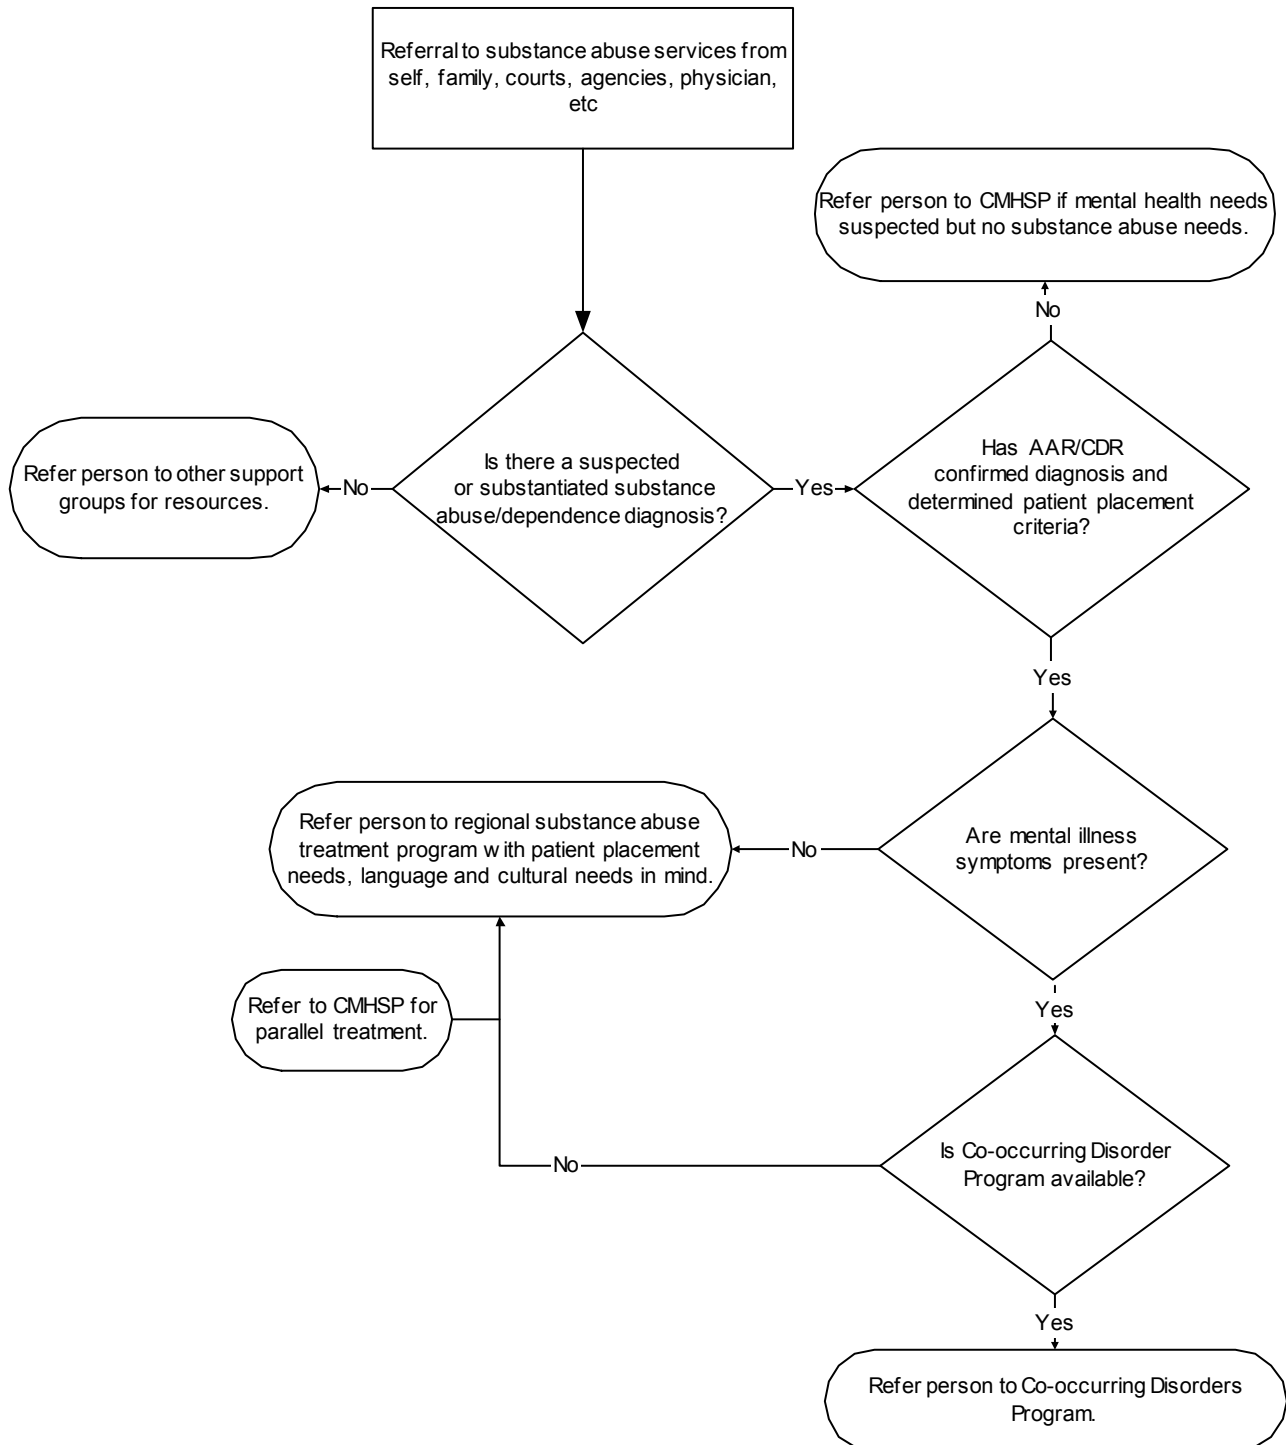 Referral to substance abuse services from
self, family, courts, agencies, physician,
etc
Refer person to CMHSP if mental health needs
suspected but no substance abuse needs.
No
Has AAR/CDR
confirmed diagnosis and
determined patient placement
criteria?
Is there a suspected
or substantiated substance
abuse/dependence diagnosis?
Refer person to other support
groups for resources.
No
Yes
Yes
Refer person to regional substance abuse
treatment program with patient placement
needs, language and cultural needs in mind.
No
Are mental illness
symptoms present?
Refer to CMHSP for
parallel treatment.
Yes
Is Co-occurring Disorder
Program available?
No
Yes
Refer person to Co-occurring Disorders
Program.